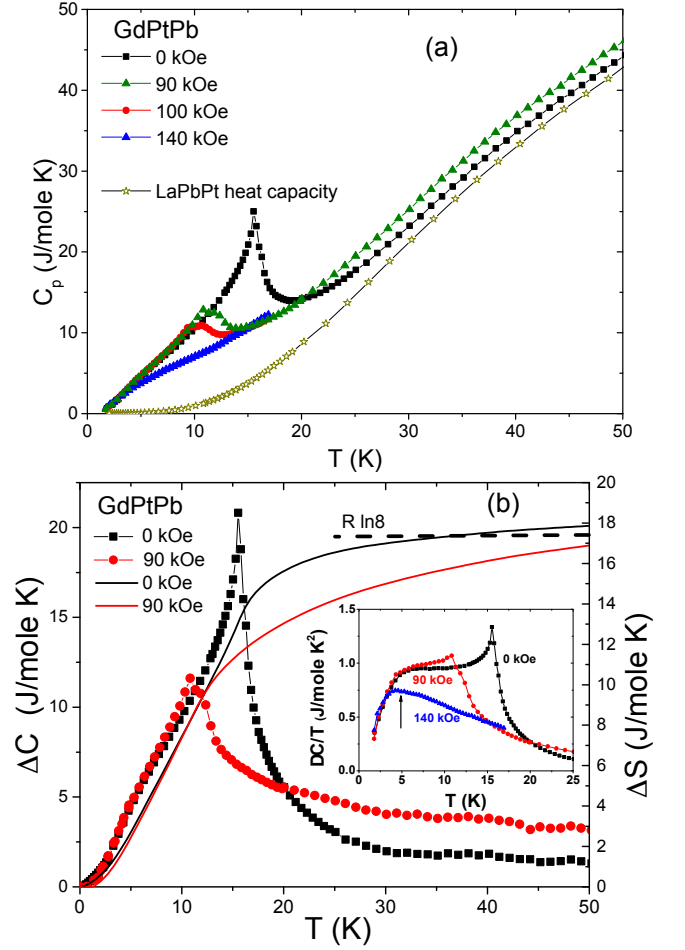 GdPtPb
(a)
0 kOe
90 kOe
100 kOe
140 kOe
LaPbPt heat capacity
50
40
30
20
10
0
C_p (J/mole K)
0 10 20 30 40 50
T (K)
GdPtPb
(b)
0 kOe
90 kOe
0 kOe
90 kOe
R ln8
20
15
10
5
0
ΔC (J/mole K)
20
18
16
14
12
10
8
6
4
2
0
ΔS (J/mole K)
1.5
1.0
0.5
0.0
DC/T (J/mole K²)
0 kOe
90 kOe
140 kOe
0 5 10 15 20 25
T (K)
0 10 20 30 40 50
T (K)